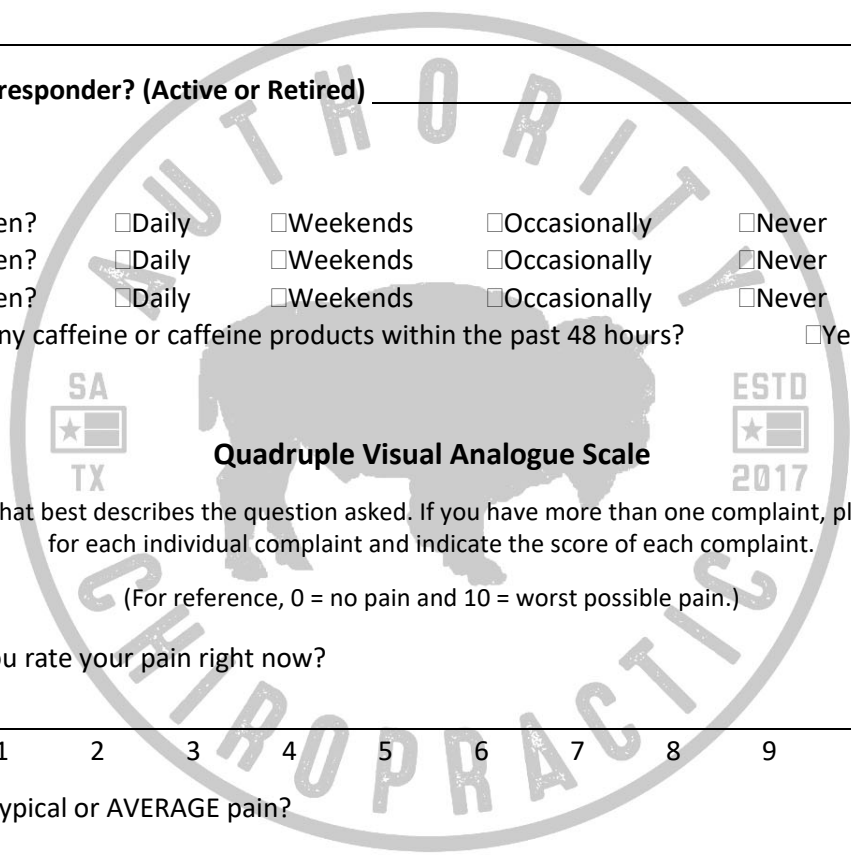 responder? (Active or Retired)
en? □Daily □Weekends □Occasionally □Never
en? □Daily □Weekends □Occasionally □Never
en? □Daily □Weekends □Occasionally □Never
ny caffeine or caffeine products within the past 48 hours? □Ye
AUTHORITY
SA
TX
ESTD
2017
Quadruple Visual Analogue Scale
hat best describes the question asked. If you have more than one complaint, pl
for each individual complaint and indicate the score of each complaint.
(For reference, 0 = no pain and 10 = worst possible pain.)
ou rate your pain right now?
1 2 3 4 5 6 7 8 9
CHIROPRACTIC
ypical or AVERAGE pain?